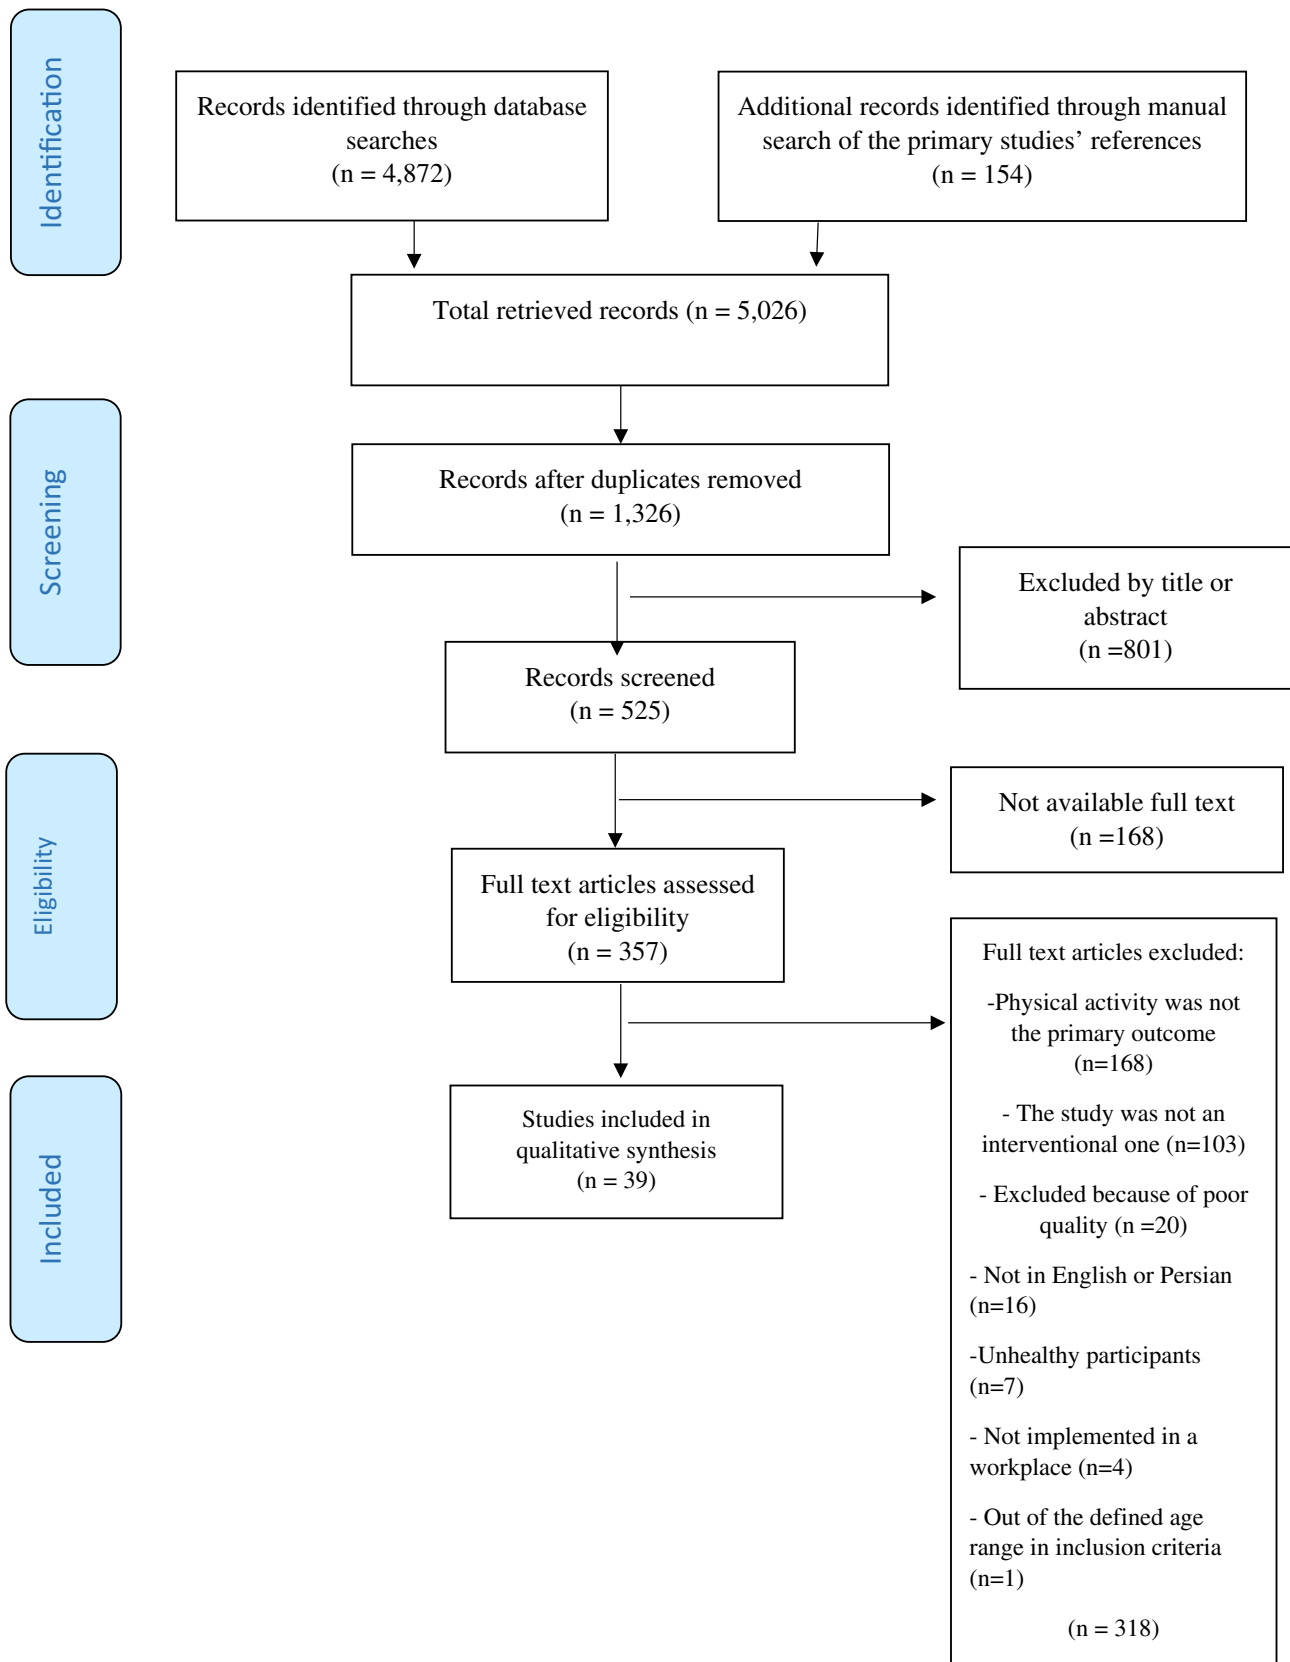 Identification
Records identified through database
searches
(n = 4,872)
Additional records identified through manual
search of the primary studies’ references
(n = 154)
Total retrieved records (n = 5,026)
Screening
Records after duplicates removed
(n = 1,326)
Excluded by title or
abstract
(n =801)
Records screened
(n = 525)
Eligibility
Not available full text
(n =168)
Full text articles assessed
for eligibility
(n = 357)
Full text articles excluded:
-Physical activity was not
the primary outcome
(n=168)
- The study was not an
interventional one (n=103)
- Excluded because of poor
quality (n =20)
- Not in English or Persian
(n=16)
-Unhealthy participants
(n=7)
- Not implemented in a
workplace (n=4)
- Out of the defined age
range in inclusion criteria
(n=1)
(n = 318)
Included
Studies included in
qualitative synthesis
(n = 39)